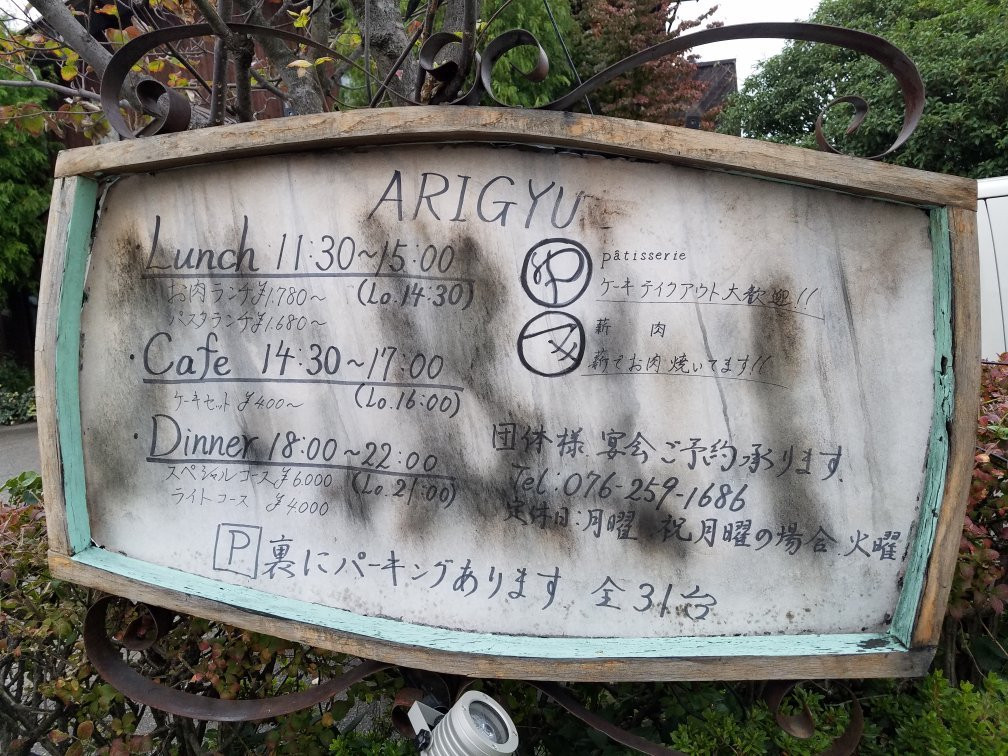 ARIGYU
Lunch 11:30~15:00
お肉ランチ¥1.780~ (Lo.14:30)
パスタランチ¥1.680~
・Cafe 14:30~17:00
ケーキセット ¥400~ (Lo.16:00)
・Dinner 18:00~22:00
スペシャルコース¥6.000 (Lo.21:00)
ライトコース ¥4.000
pâtisserie
ケーキテイクアウト大歓迎!!
薪 肉
薪でお肉焼いてます!!
団体様 宴会ご予約承ります
Tel:076-259-1686
定休日:月曜 祝月曜の場合 火曜
P 裏にパーキングあります 全31台